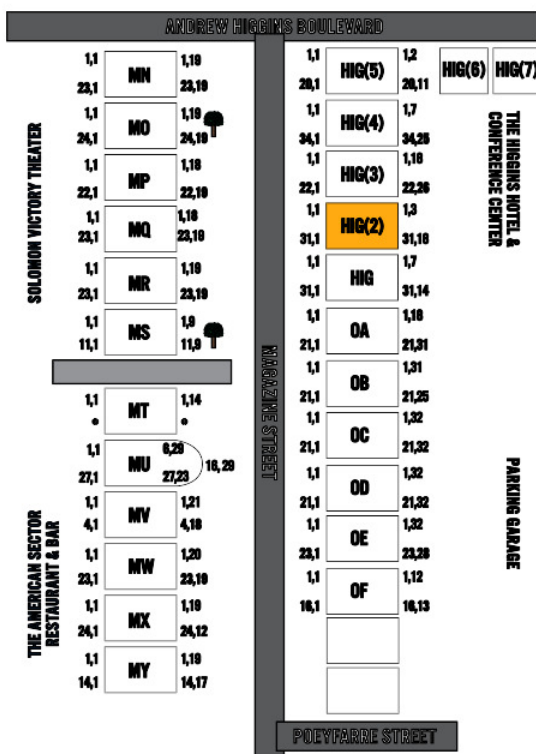 ANDREW HIGGINS BOULEVARD
SOLOMON VICTORY THEATER
1,1 MN 1,19
23,1 23,19
1,1 MO 1,19
24,1 24,19
1,1 MP 1,18
22,1 22,19
1,1 MQ 1,18
23,1 23,19
1,1 MR 1,19
23,1 23,19
1,1 MS 1,9
11,1 11,9
THE AMERICAN SECTOR
RESTAURANT & BAR
1,1 MT 1,14
1,1 MU 6,29
27,1 27,23 16,29
1,1 MV 1,21
4,1 4,18
1,1 MW 1,20
23,1 23,19
1,1 MX 1,19
24,1 24,12
1,1 MY 1,19
14,1 14,17
MAGAZINE STREET
1,1 HIG(5) 1,2
28,1 28,11
HIG(6) HIG(7)
1,1 HIG(4) 1,7
34,1 34,25
1,1 HIG(3) 1,18
22,1 22,26
1,1 HIG(2) 1,3
31,1 31,18
1,1 HIG 1,7
31,1 31,14
1,1 OA 1,18
21,1 21,31
1,1 OB 1,31
21,1 21,25
1,1 OC 1,32
21,1 21,32
1,1 OD 1,32
21,1 21,32
1,1 OE 1,32
23,1 23,28
1,1 OF 1,12
16,1 16,13
THE HIGGINS HOTEL &
CONFERENCE CENTER
PARKING GARAGE
POEYFARRE STREET